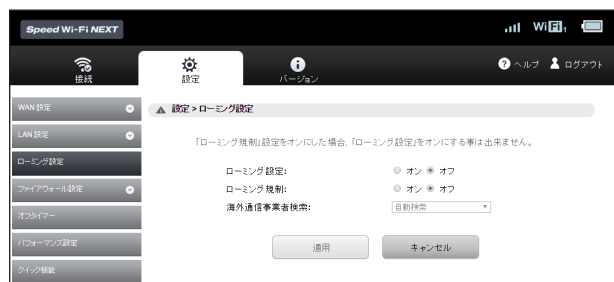 Speed Wi-Fi NEXT
WiFi 1
接続
設定
バージョン
ヘルプ
ログアウト
WAN 設定
設定 > ローミング設定
LAN 設定
「ローミング規制」設定をオンにした場合、「ローミング設定」をオンにする事は出来ません。
ローミング設定
ローミング設定: オン オフ
ファイアウォール設定
ローミング規制: オン オフ
海外通信事業者検索: 自動検索
オフタイマー
パフォーマンス設定
適用 キャンセル
クイック機能